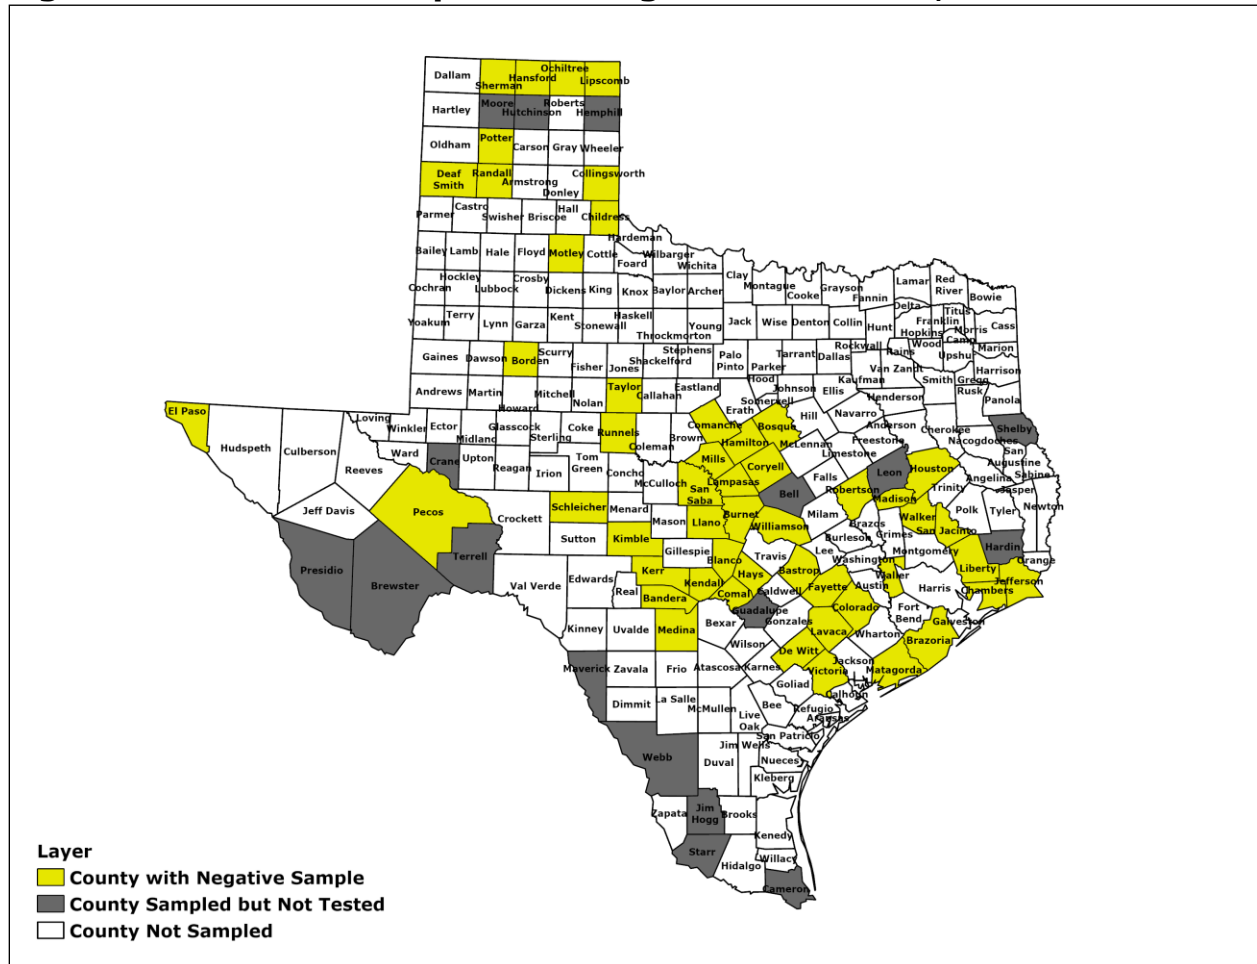 Dallam
Sherman
Hansford
Ochiltree
Lipscomb
Hartley
Moore
Hutchinson
Roberts
Hemphill
Oldham
Potter
Carson
Gray
Wheeler
Deaf
Smith
Randall
Armstrong
Donley
Collingsworth
Parmer
Castro
Swisher
Briscoe
Hall
Childress
Hardeman
Bailey
Lamb
Hale
Floyd
Motley
Cottle
Foard
Wilbarger
Wichita
Clay
Montague
Cooke
Grayson
Fannin
Lamar
Red
River
Bowie
Cochran
Hockley
Lubbock
Crosby
Dickens
King
Knox
Baylor
Archer
Delta
Titus
Franklin
Hopkins
Morris
Cass
Camp
Yoakum
Terry
Lynn
Garza
Kent
Stonewall
Haskell
Throckmorton
Young
Jack
Wise
Denton
Collin
Hunt
Rockwall
Rains
Wood
Upshu
Marion
Gaines
Dawson
Borden
Scurry
Fisher
Jones
Shackelford
Stephens
Palo
Pinto
Parker
Tarrant
Dallas
Kaufman
Van Zandt
Smith
Gregg
Harrison
Rusk
Panola
Andrews
Martin
Howard
Mitchell
Nolan
Taylor
Callahan
Eastland
Erath
Hood
Somervell
Johnson
Ellis
Hill
Navarro
Henderson
Anderson
Cherokee
Nacogdoches
Shelby
San
Augustine
Sabine
El Paso
Hudspeth
Culberson
Reeves
Loving
Winkler
Ector
Midland
Glasscock
Sterling
Coke
Runnels
Coleman
Brown
Comanche
Hamilton
Bosque
McLennan
Limestone
Freestone
Ward
Crane
Upton
Reagan
Irion
Tom
Green
Concho
McCulloch
Mills
Lampasas
Coryell
Bell
Falls
Robertson
Leon
Houston
Trinity
Angelina
Jasper
Newton
Jeff Davis
Pecos
Crockett
Schleicher
Menard
Mason
San
Saba
Llano
Burnet
Williamson
Milam
Brazos
Burleson
Madison
Grimes
Walker
San Jacinto
Polk
Tyler
Presidio
Brewster
Terrell
Sutton
Kimble
Gillespie
Blanco
Travis
Lee
Washington
Montgomery
Hardin
Liberty
Orange
Jefferson
Chambers
Val Verde
Edwards
Real
Kerr
Bandera
Kendall
Comal
Hays
Caldwell
Bastrop
Fayette
Austin
Waller
Harris
Kinney
Uvalde
Medina
Bexar
Guadalupe
Gonzales
Colorado
Lavaca
Wharton
Fort
Bend
Brazoria
Galveston
Maverick
Zavala
Frio
Atascosa
Wilson
Karnes
De Witt
Victoria
Jackson
Matagorda
Calhoun
Dimmit
La Salle
McMullen
Live
Oak
Bee
Goliad
Refugio
Aransas
San Patricio
Webb
Duval
Jim Wells
Nueces
Kleberg
Zapata
Jim
Hogg
Brooks
Kenedy
Starr
Hidalgo
Willacy
Cameron
Layer
County with Negative Sample
County Sampled but Not Tested
County Not Sampled